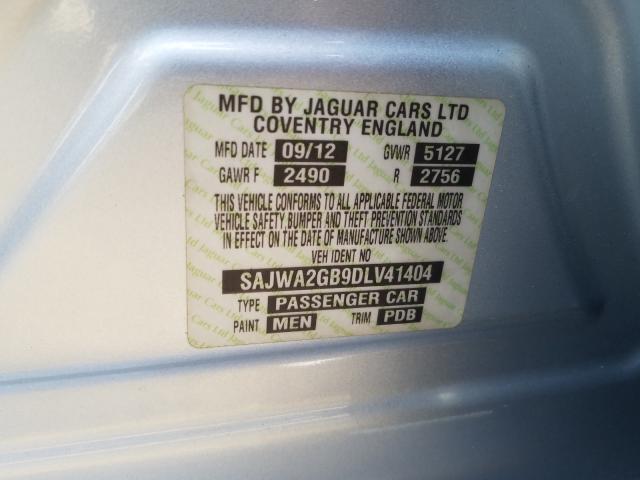 MFD BY JAGUAR CARS LTD
COVENTRY ENGLAND
MFD DATE 09/12 GVWR 5127
GAWR F 2490 R 2756
THIS VEHICLE CONFORMS TO ALL APPLICABLE FEDERAL MOTOR
VEHICLE SAFETY,BUMPER AND THEFT PREVENTION STANDARDS
IN EFFECT ON THE DATE OF MANUFACTURE SHOWN ABOVE.
VEH IDENT NO
SAJWA2GB9DLV41404
TYPE PASSENGER CAR
PAINT MEN TRIM PDB